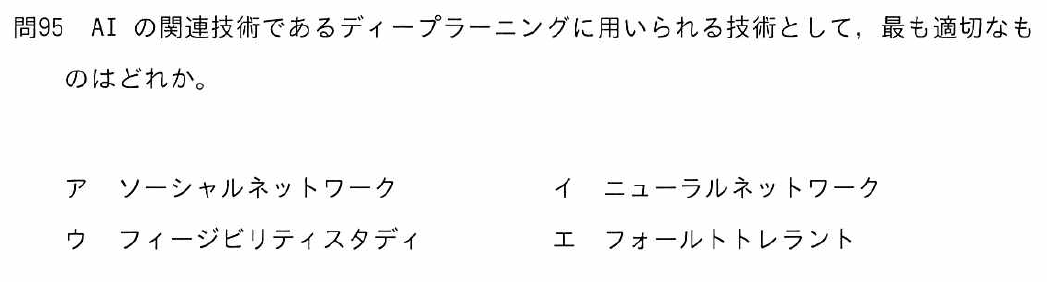 問95 AI の関連技術であるディープラーニングに用いられる技術として，最も適切なも
のはどれか。
ア ソーシャルネットワーク イ ニューラルネットワーク
ウ フィージビリティスタディ エ フォールトトレラント